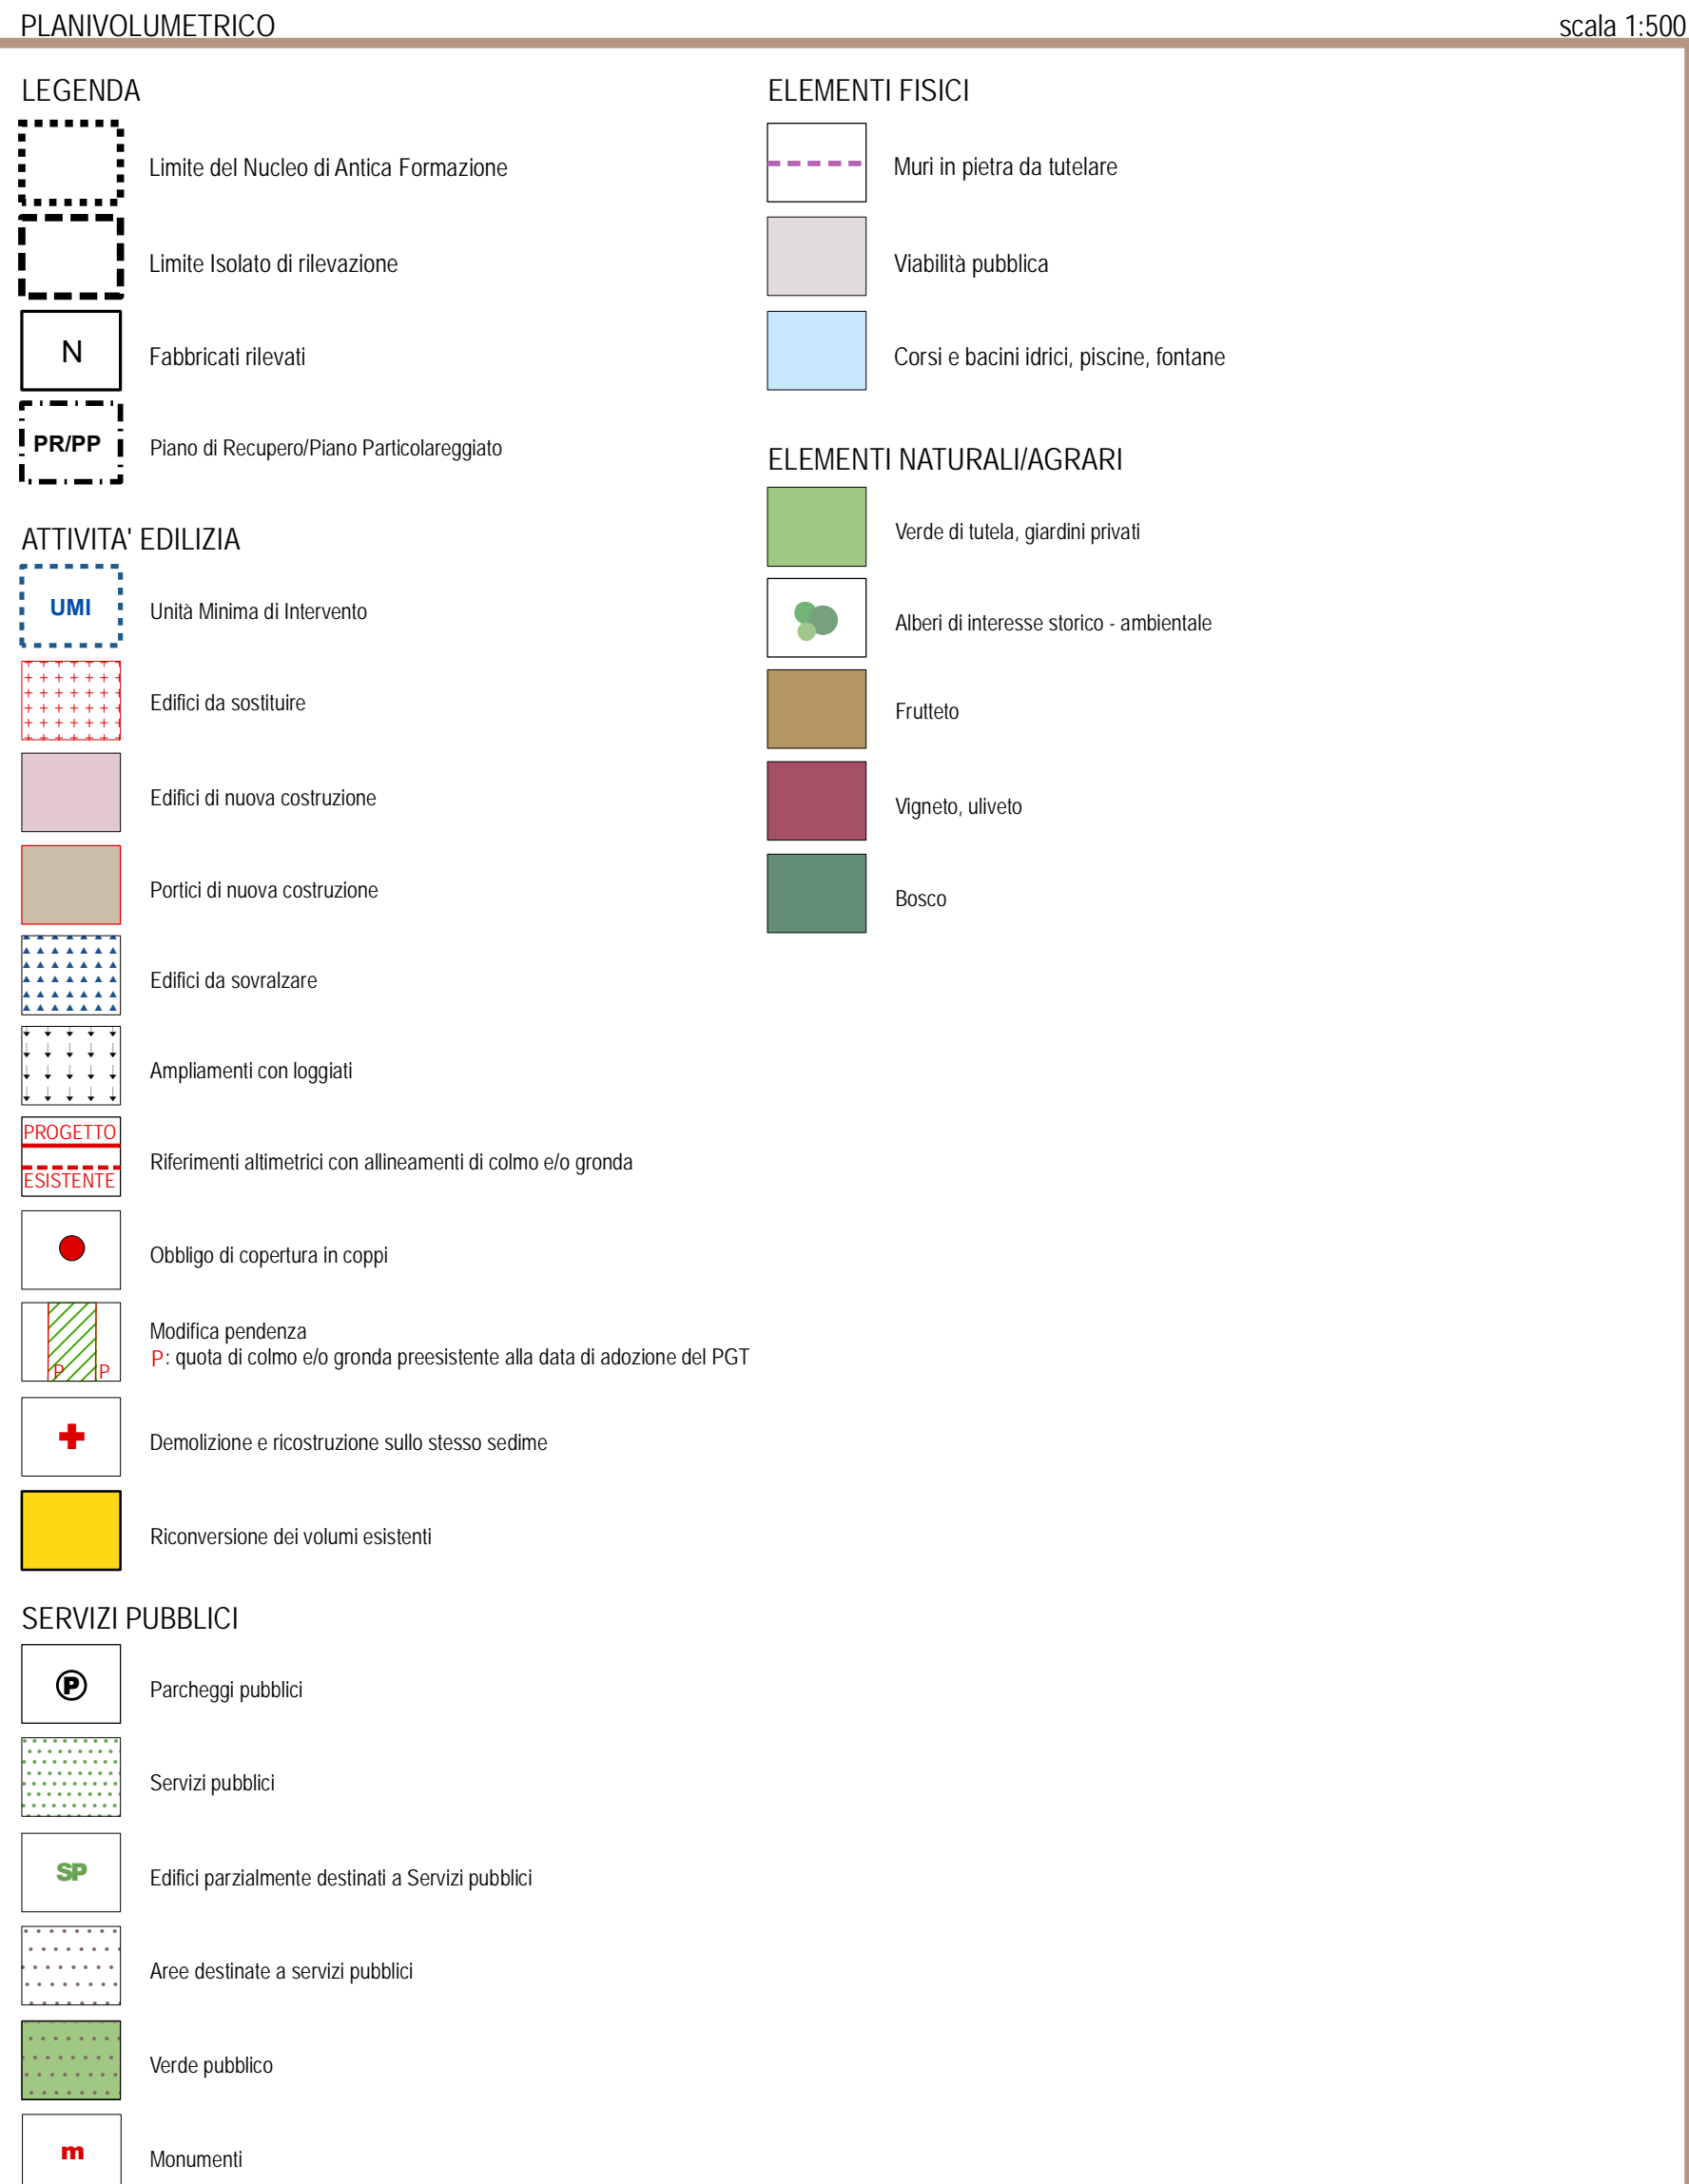 PLANIVOLUMETRICO
scala 1:500
LEGENDA
Limite del Nucleo di Antica Formazione
Limite Isolato di rilevazione
N
Fabbricati rilevati
PR/PP
Piano di Recupero/Piano Particolareggiato
ATTIVITA' EDILIZIA
UMI
Unità Minima di Intervento
Edifici da sostituire
Edifici di nuova costruzione
Portici di nuova costruzione
Edifici da sovralzare
Ampliamenti con loggiati
PROGETTO
ESISTENTE
Riferimenti altimetrici con allineamenti di colmo e/o gronda
Obbligo di copertura in coppi
P P
Modifica pendenza
P: quota di colmo e/o gronda preesistente alla data di adozione del PGT
Demolizione e ricostruzione sullo stesso sedime
Riconversione dei volumi esistenti
SERVIZI PUBBLICI
P
Parcheggi pubblici
Servizi pubblici
SP
Edifici parzialmente destinati a Servizi pubblici
Aree destinate a servizi pubblici
Verde pubblico
m
Monumenti
ELEMENTI FISICI
Muri in pietra da tutelare
Viabilità pubblica
Corsi e bacini idrici, piscine, fontane
ELEMENTI NATURALI/AGRARI
Verde di tutela, giardini privati
Alberi di interesse storico - ambientale
Frutteto
Vigneto, uliveto
Bosco